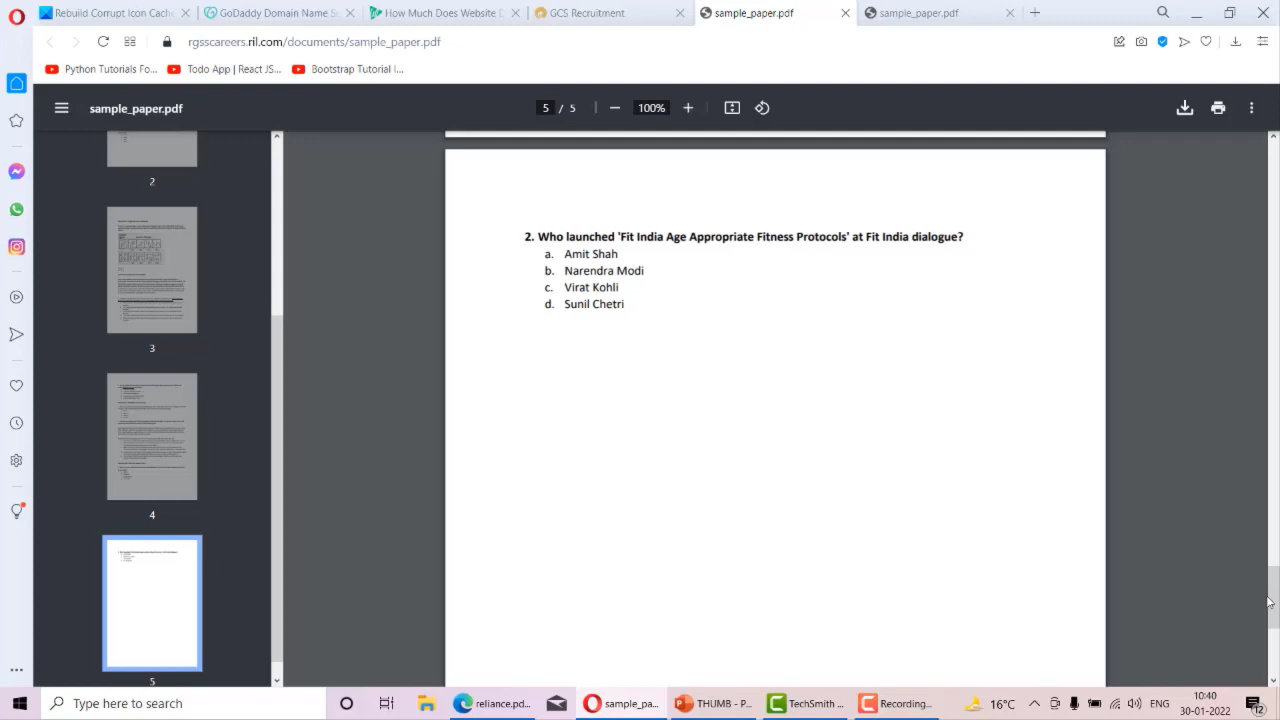 Rebuild Corrupt Icon Cache
GoDaddy Domain Name S
How Much Does Website D
GCS Recruitment
sample_paper.pdf
sample_paper.pdf
rgsscareers.ril.com/documents/sample_paper.pdf
Python Tutorials Fo...
Todo App | React JS...
Bootstrap Tutorial i...
sample_paper.pdf
5 / 5
100%
2
3
4
5
2. Who launched 'Fit India Age Appropriate Fitness Protocols' at Fit India dialogue?
a. Amit Shah
b. Narendra Modi
c. Virat Kohli
d. Sunil Chetri
Type here to search
reliance.pd...
sample_pa...
THUMB - P...
TechSmith ...
Recording...
16°C
ENG
10:40
30-01-2022